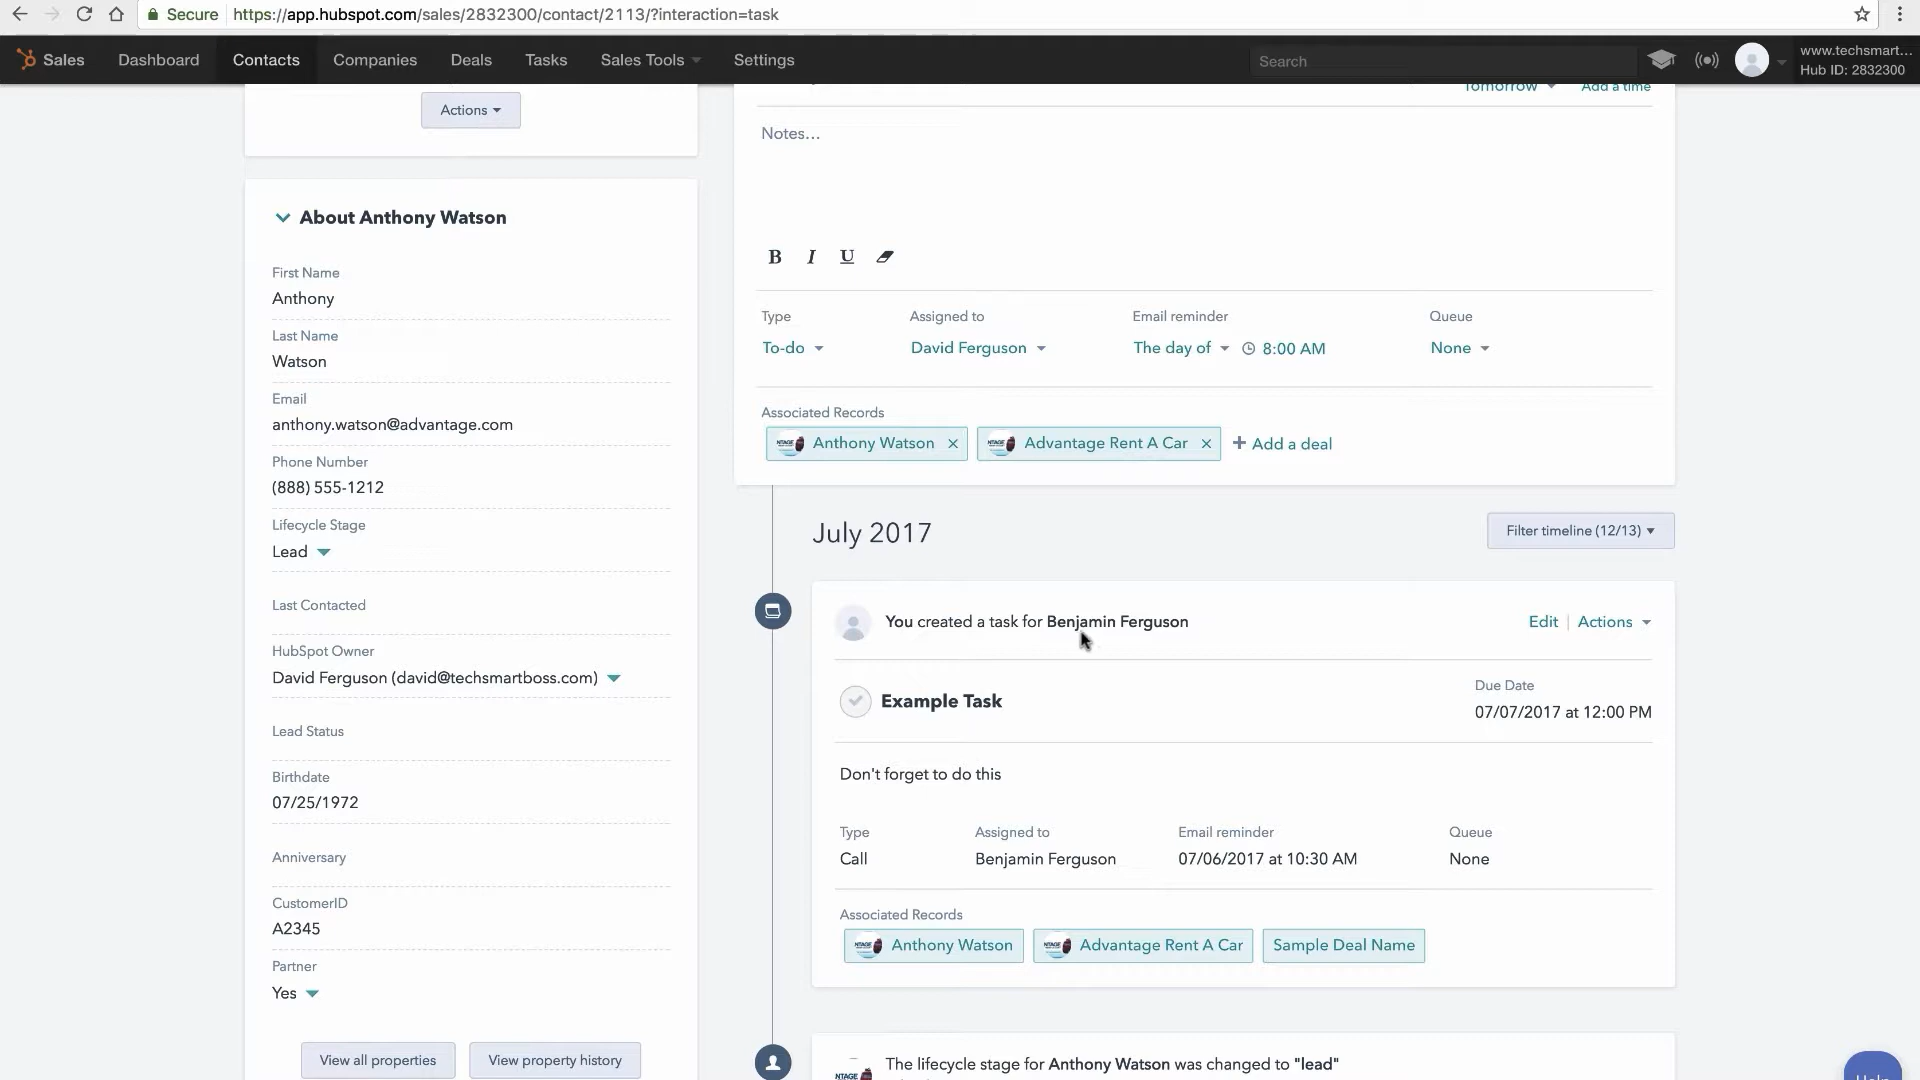 Secure https://app.hubspot.com/sales/2832300/contact/2113/?interaction=task
Sales Dashboard Contacts Companies Deals Tasks Sales Tools Settings Search www.techsmart...
Hub ID: 2832300
Actions
About Anthony Watson
First Name
Anthony
Last Name
Watson
Email
anthony.watson@advantage.com
Phone Number
(888) 555-1212
Lifecycle Stage
Lead
Last Contacted
HubSpot Owner
David Ferguson (david@techsmartboss.com)
Lead Status
Birthdate
07/25/1972
Anniversary
CustomerID
A2345
Partner
Yes
View all properties View property history
Tomorrow Add a time
Notes...
B I U
Type Assigned to Email reminder Queue
To-do David Ferguson The day of 8:00 AM None
Associated Records
NTAGE Anthony Watson × NTAGE Advantage Rent A Car × + Add a deal
July 2017
Filter timeline (12/13)
You created a task for Benjamin Ferguson Edit | Actions
Example Task
Due Date
07/07/2017 at 12:00 PM
Don't forget to do this
Type Assigned to Email reminder Queue
Call Benjamin Ferguson 07/06/2017 at 10:30 AM None
Associated Records
NTAGE Anthony Watson NTAGE Advantage Rent A Car Sample Deal Name
The lifecycle stage for Anthony Watson was changed to "lead"
NTAGE
Help